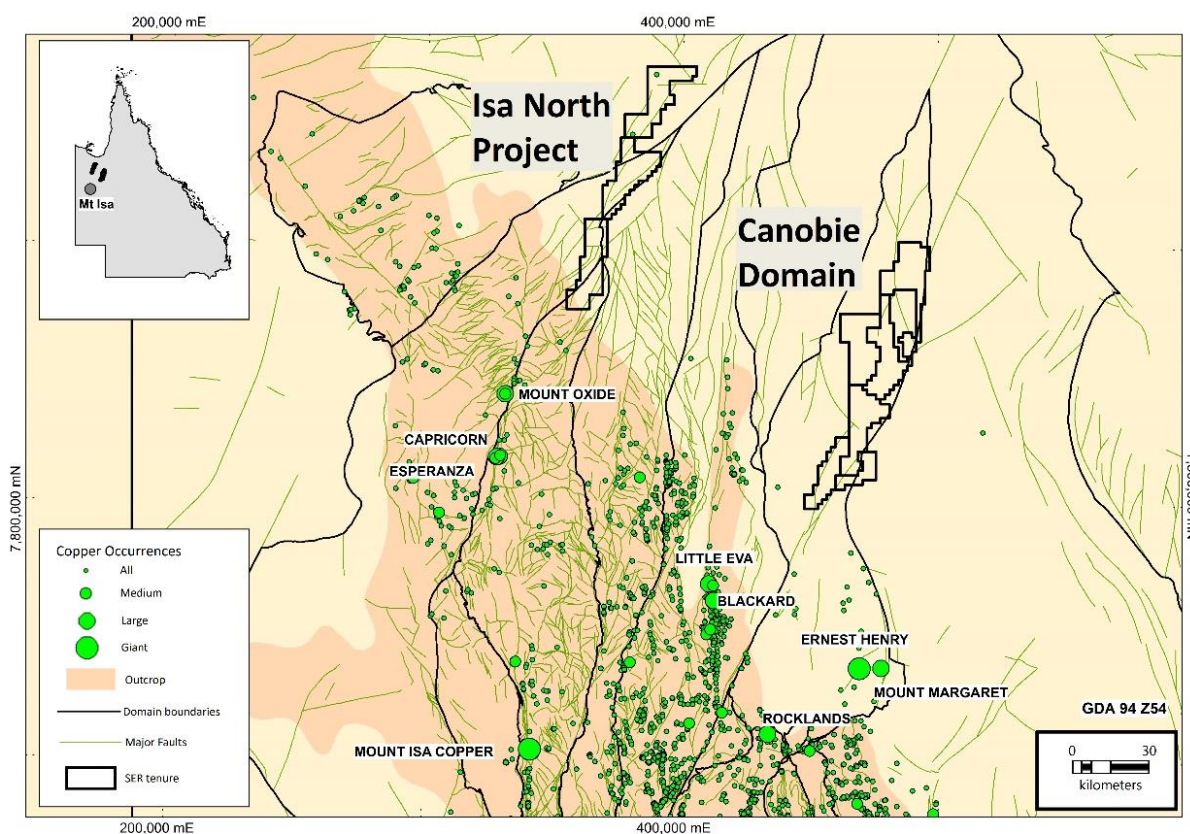 200,000 mE
400,000 mE
Isa North
Project
Mt Isa
Canobie
Domain
MOUNT OXIDE
CAPRICORN
ESPERANZA
7,800,000 mN
Copper Occurrences
All
Medium
Large
Giant
Outcrop
Domain boundaries
Major Faults
SER tenure
LITTLE EVA
BLACKARD
ERNEST HENRY
MOUNT MARGARET
ROCKLANDS
MOUNT ISA COPPER
GDA 94 Z54
0 30
kilometers
200,000 mE
400,000 mE